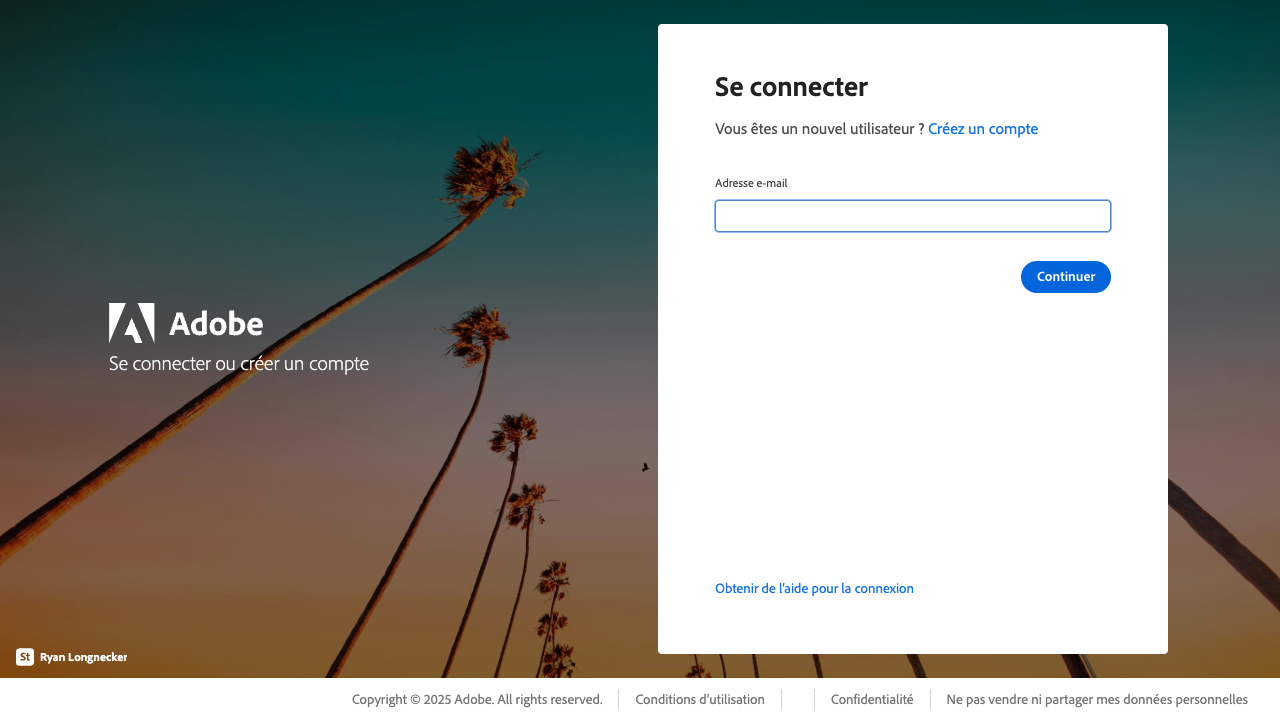 Se connecter
Vous êtes un nouvel utilisateur ? Créez un compte
Adresse e-mail
Continuer
Adobe
Se connecter ou créer un compte
Obtenir de l'aide pour la connexion
St Ryan Longnecker
Copyright © 2025 Adobe. All rights reserved. Conditions d'utilisation Confidentialité Ne pas vendre ni partager mes données personnelles